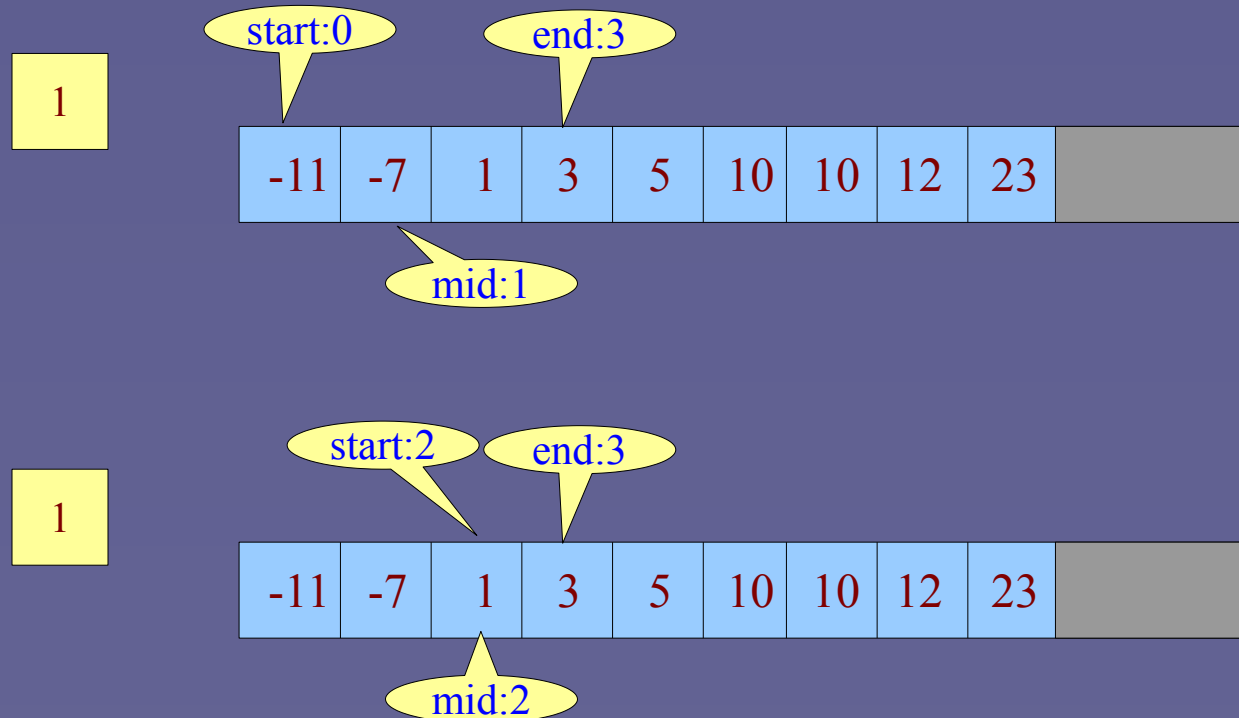 start:0 end:3
1
-11 -7 1 3 5 10 10 12 23
mid:1
start:2 end:3
1
-11 -7 1 3 5 10 10 12 23
mid:2